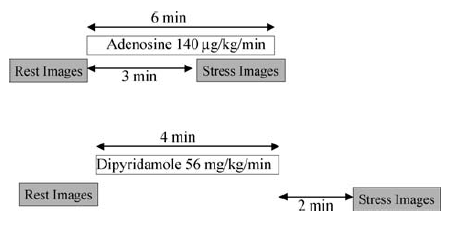 6 min
Adenosine 140 µg/kg/min
Rest Images
3 min
Stress Images
4 min
Dipyridamole 56 mg/kg/min
Rest Images
2 min
Stress Images